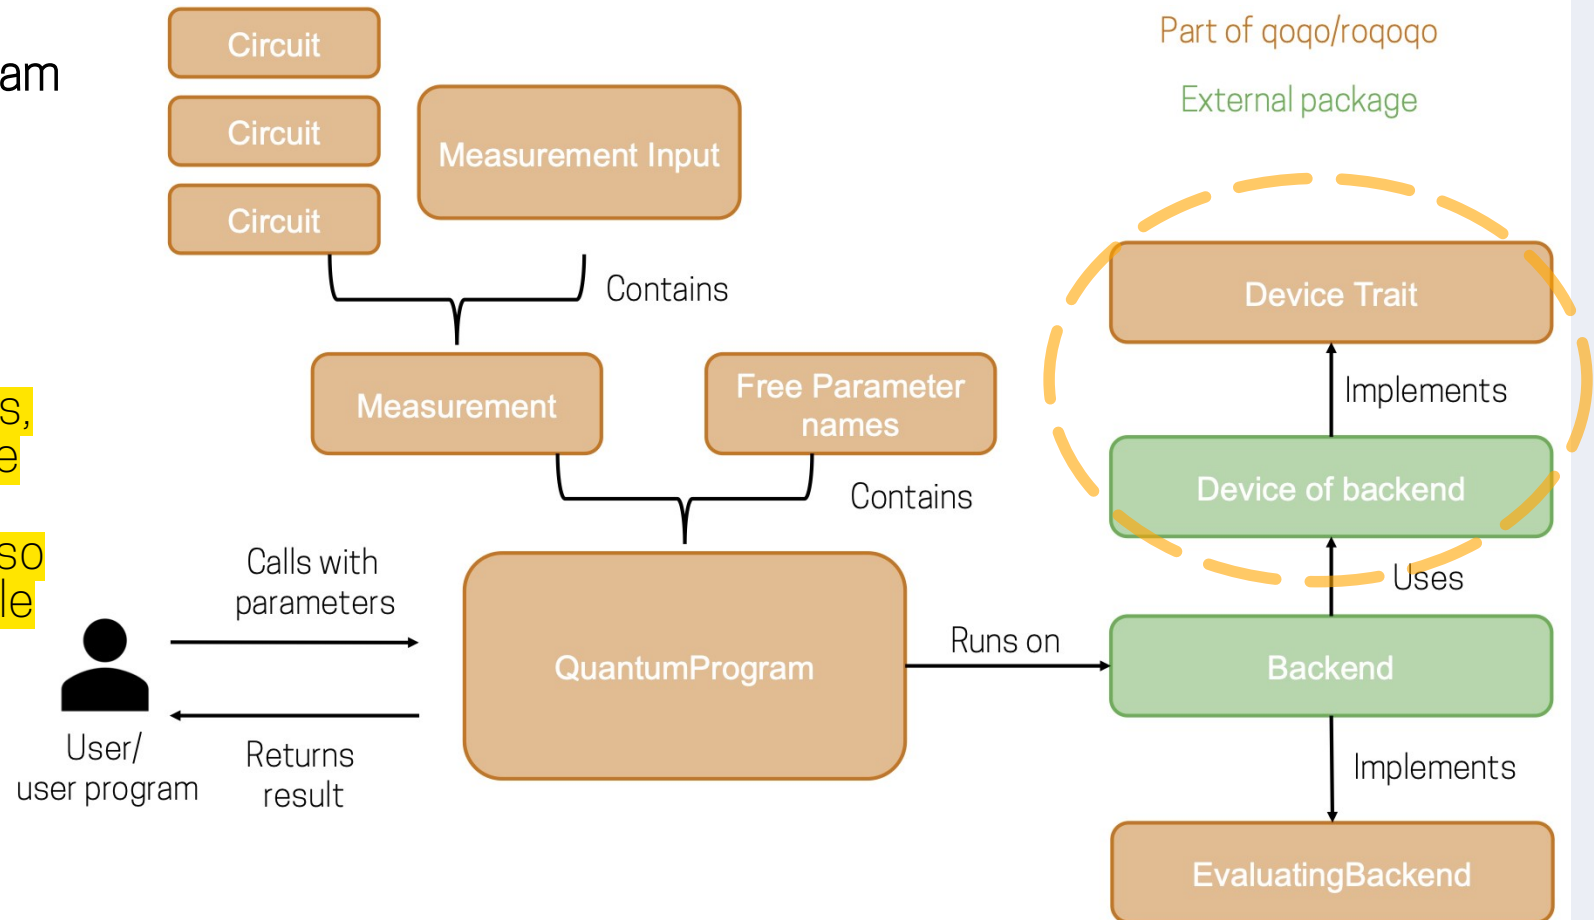 am
s,
e
so
le
Circuit
Circuit
Circuit
Measurement Input
Contains
Measurement
Free Parameter
names
Contains
Calls with
parameters
User/
user program
Returns
result
QuantumProgram
Runs on
Part of qoqo/roqoqo
External package
Device Trait
Implements
Device of backend
Uses
Backend
Implements
EvaluatingBackend